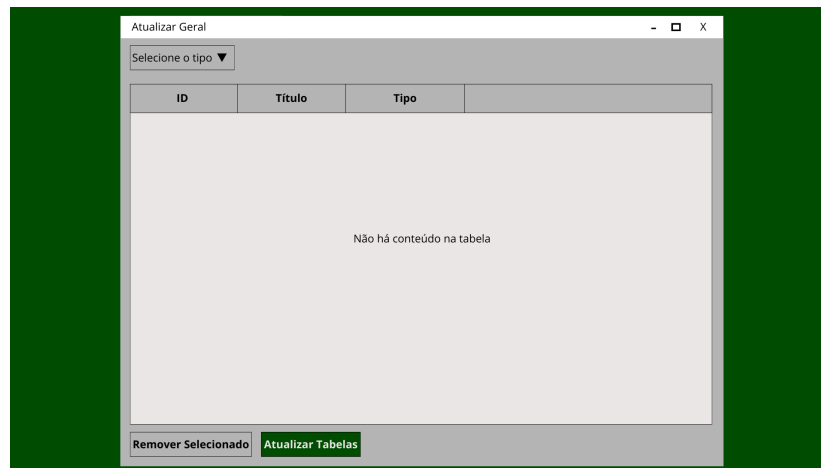 Atualizar Geral
X
Selecione o tipo ▼
ID Título Tipo
Não há conteúdo na tabela
Remover Selecionado Atualizar Tabelas